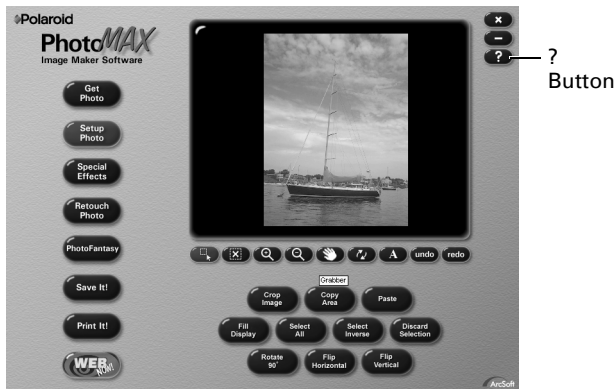 Polaroid
PhotoMAX
Image Maker Software
Get
Photo
Setup
Photo
Special
Effects
Retouch
Photo
PhotoFantasy
Save It!
Print It!
WEB
NOW!
?
?
Button
A
undo
redo
Grabber
Crop
Image
Copy
Area
Paste
Fill
Display
Select
All
Select
Inverse
Discard
Selection
Rotate
90°
Flip
Horizontal
Flip
Vertical
ArcSoft